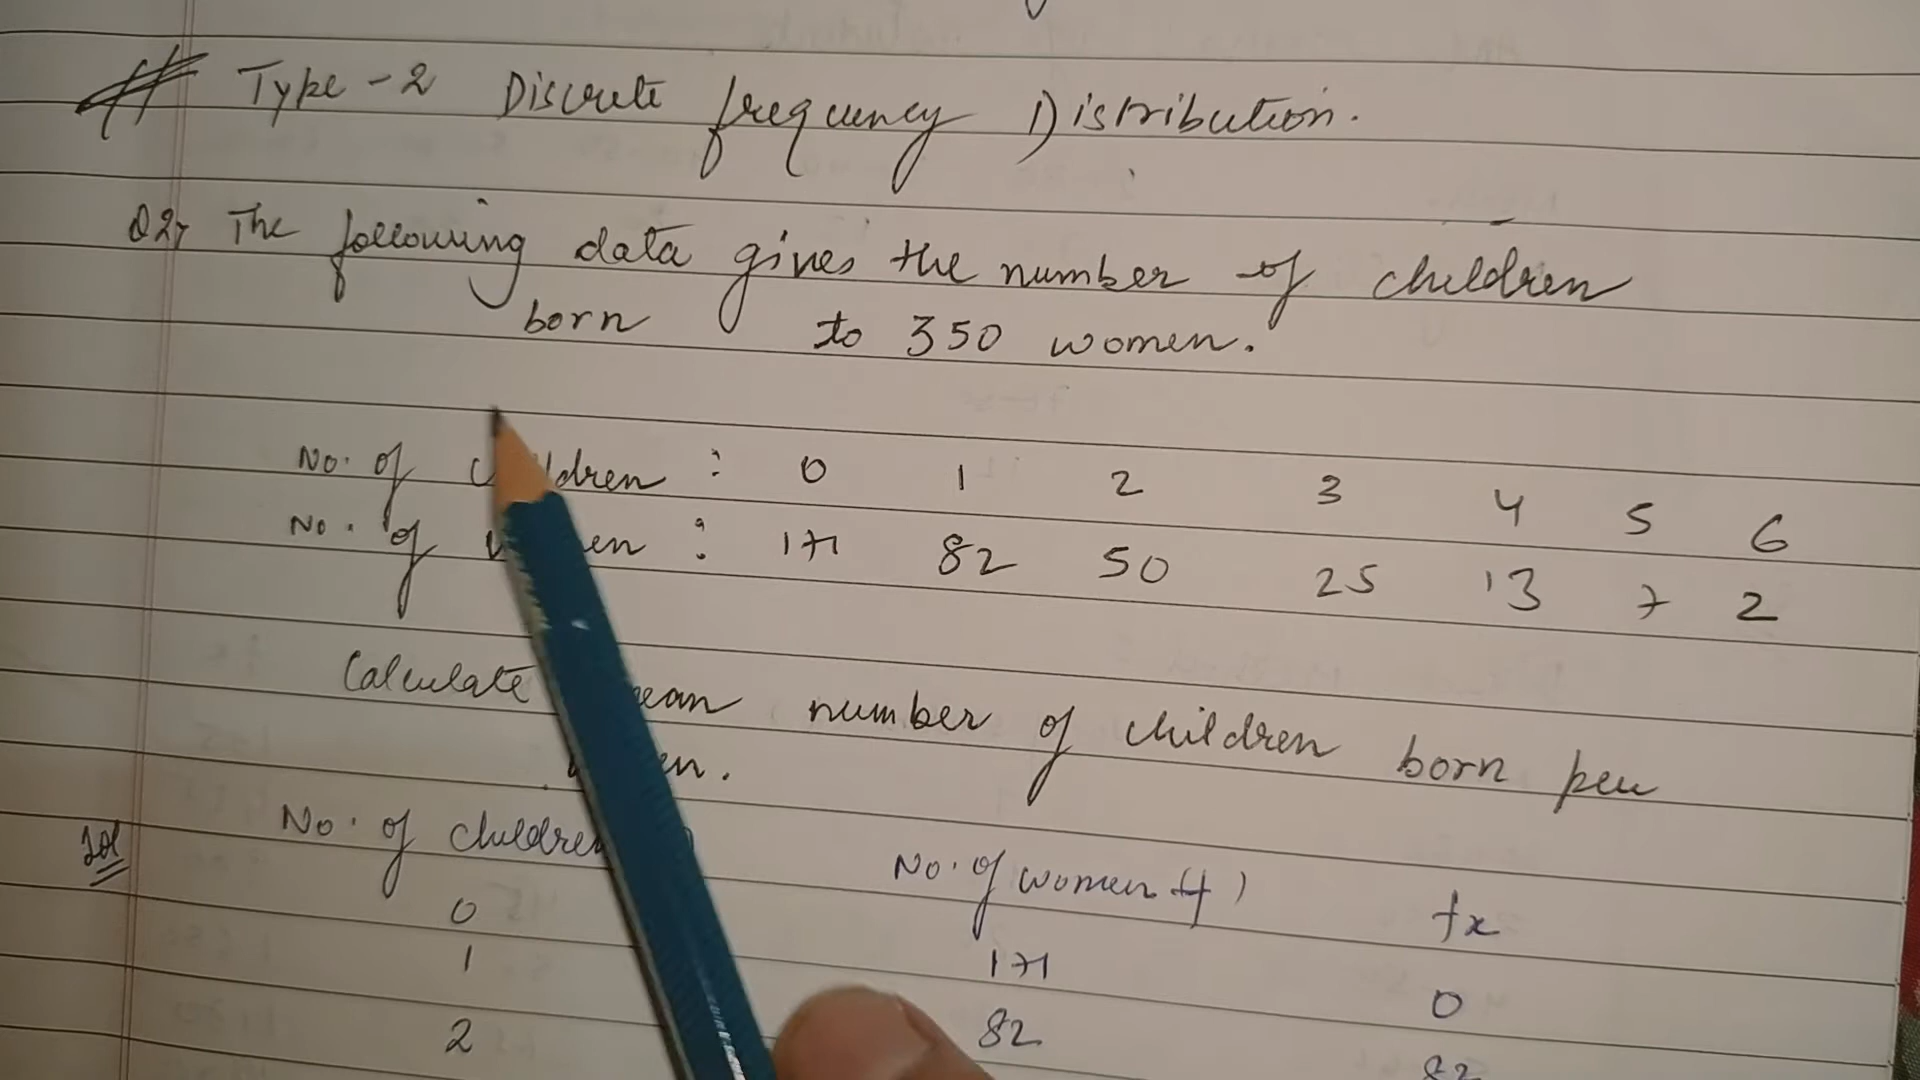 # Type-2 Discrete frequency Distribution.
Q2, The following data gives the number of children
born to 350 women.
No. of children : 0 1 2 3 4 5 6
No. of : 171 82 50 25 13 7 2
Calculate number of children born per
No. of children
No. of women (f) fx
0
1 171 0
2 82 82
Sol